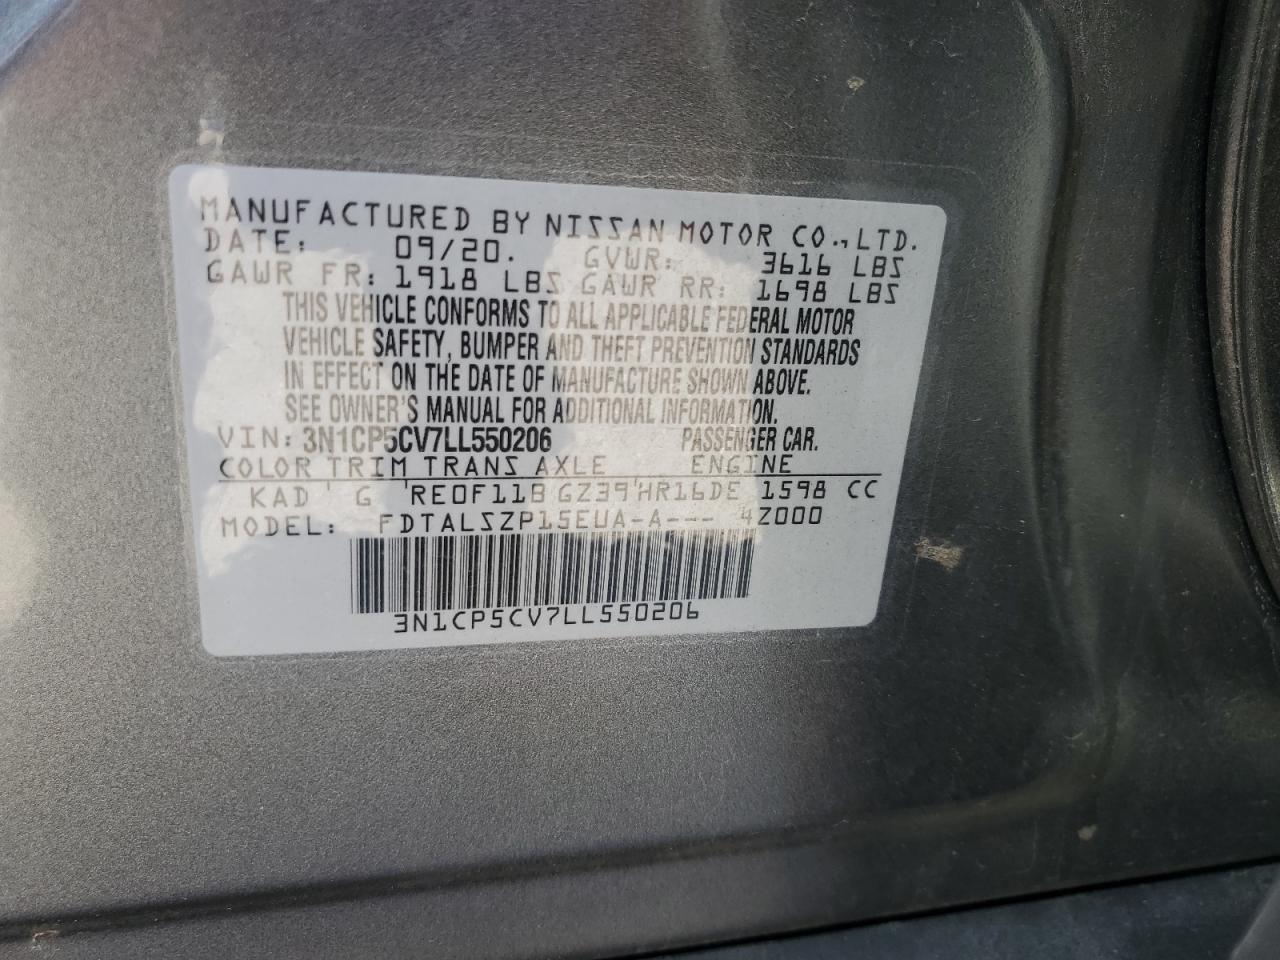 MANUFACTURED BY NISSAN MOTOR CO.,LTD.
DATE: 09/20. GVWR: 3616 LBS
GAWR FR: 1918 LBS GAWR RR: 1698 LBS
THIS VEHICLE CONFORMS TO ALL APPLICABLE FEDERAL MOTOR
VEHICLE SAFETY, BUMPER AND THEFT PREVENTION STANDARDS
IN EFFECT ON THE DATE OF MANUFACTURE SHOWN ABOVE.
SEE OWNER'S MANUAL FOR ADDITIONAL INFORMATION.
VIN: 3N1CP5CV7LL550206 PASSENGER CAR.
COLOR TRIM TRANS AXLE ENGINE
KAD ' G 'RE0F11B GZ39'HR16DE 1598 CC
MODEL: FDTALSZP15EUA-A--- 4Z000
3N1CP5CV7LL550206